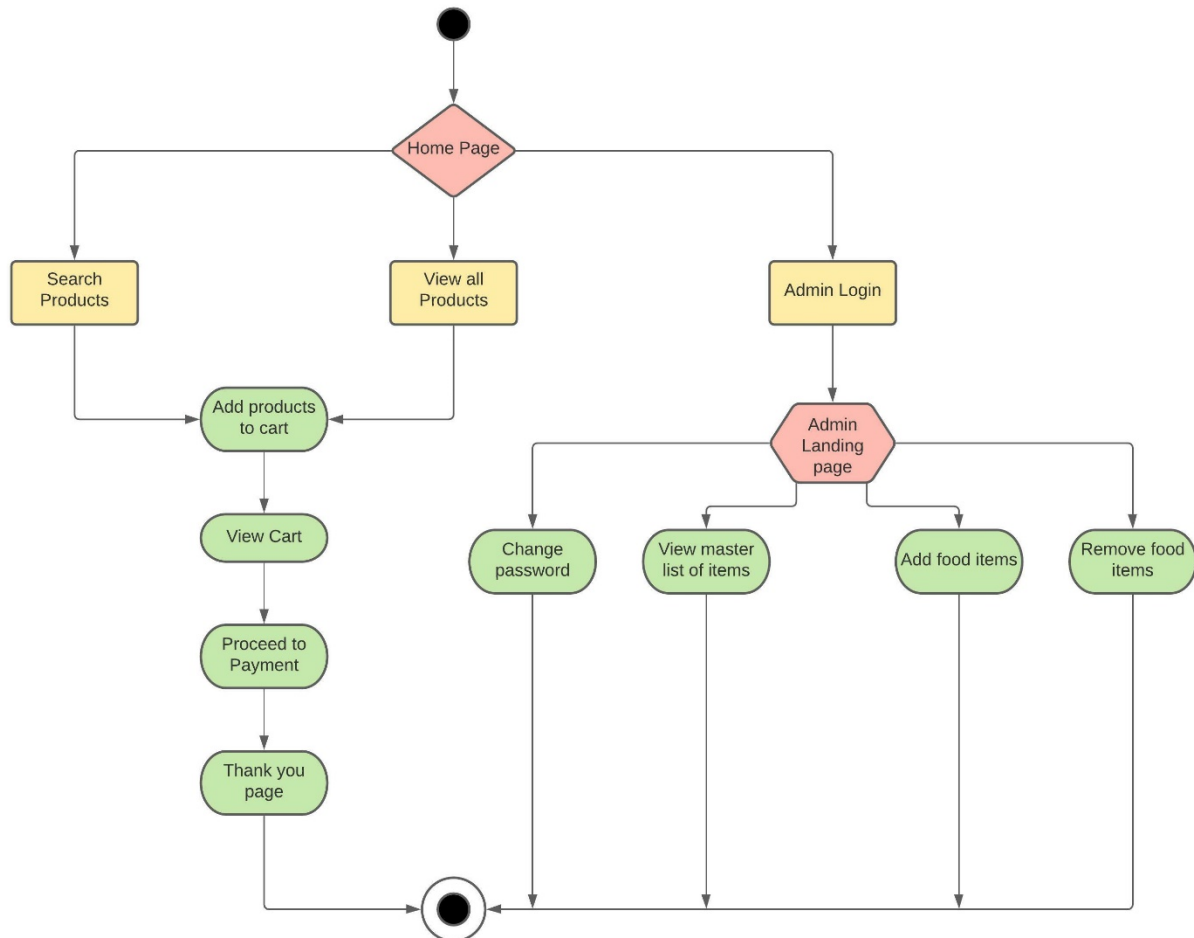 Home Page
Search
Products
View all
Products
Admin Login
Add products
to cart
Admin
Landing
page
View Cart
Change
password
View master
list of items
Add food items
Remove food
items
Proceed to
Payment
Thank you
page